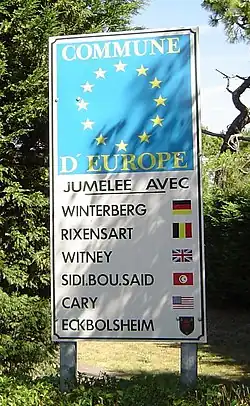 COMMUNE
D'EUROPE
JUMELEE AVEC
WINTERBERG
RIXENSART
WITNEY
SIDI.BOU.SAID
CARY
ECKBOLSHEIM